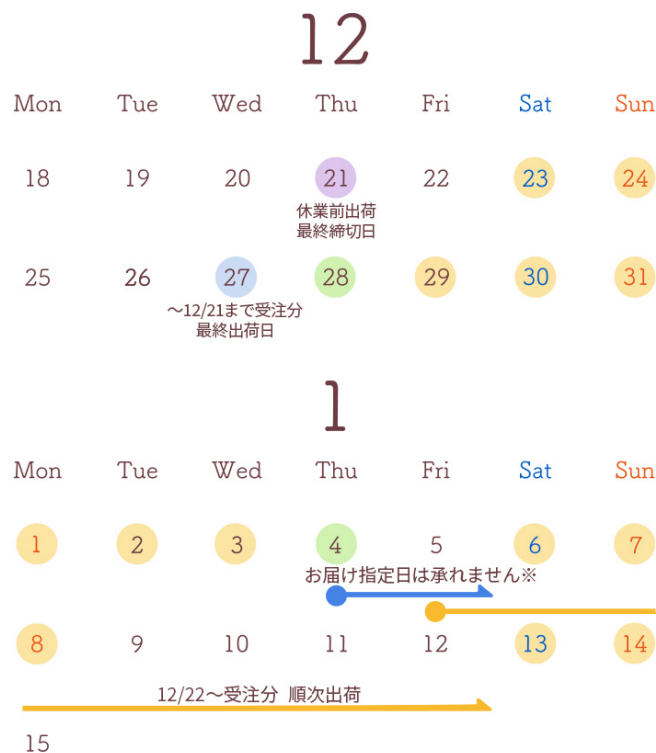 12
Mon Tue Wed Thu Fri Sat Sun
18 19 20 21 22 23 24
休業前出荷
最終締切日
25 26 27 28 29 30 31
～12/21まで受注分
最終出荷日
1
Mon Tue Wed Thu Fri Sat Sun
1 2 3 4 5 6 7
お届け指定日は承れません※
8 9 10 11 12 13 14
12/22～受注分 順次出荷
15